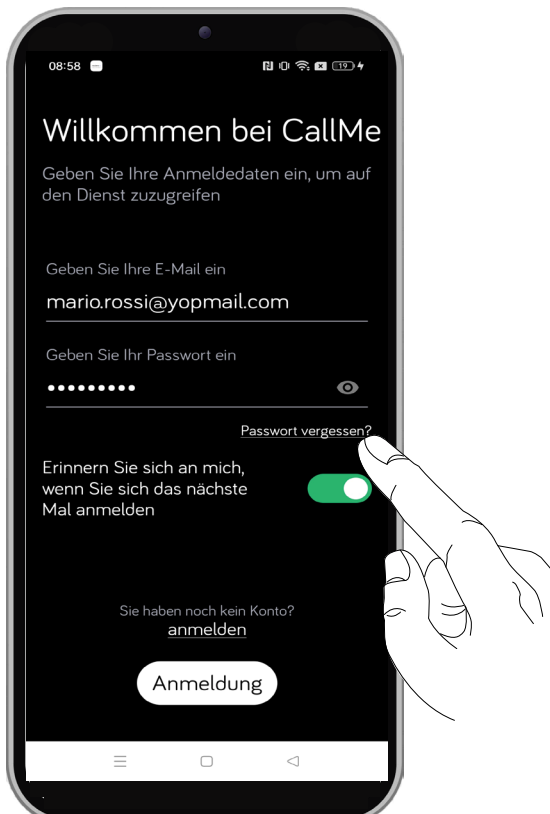 08:58
19
Willkommen bei CallMe
Geben Sie Ihre Anmeldedaten ein, um auf
den Dienst zuzugreifen
Geben Sie Ihre E-Mail ein
mario.rossi@yopmail.com
Geben Sie Ihr Passwort ein
•••••••••
Passwort vergessen?
Erinnern Sie sich an mich,
wenn Sie sich das nächste
Mal anmelden
Sie haben noch kein Konto?
anmelden
Anmeldung